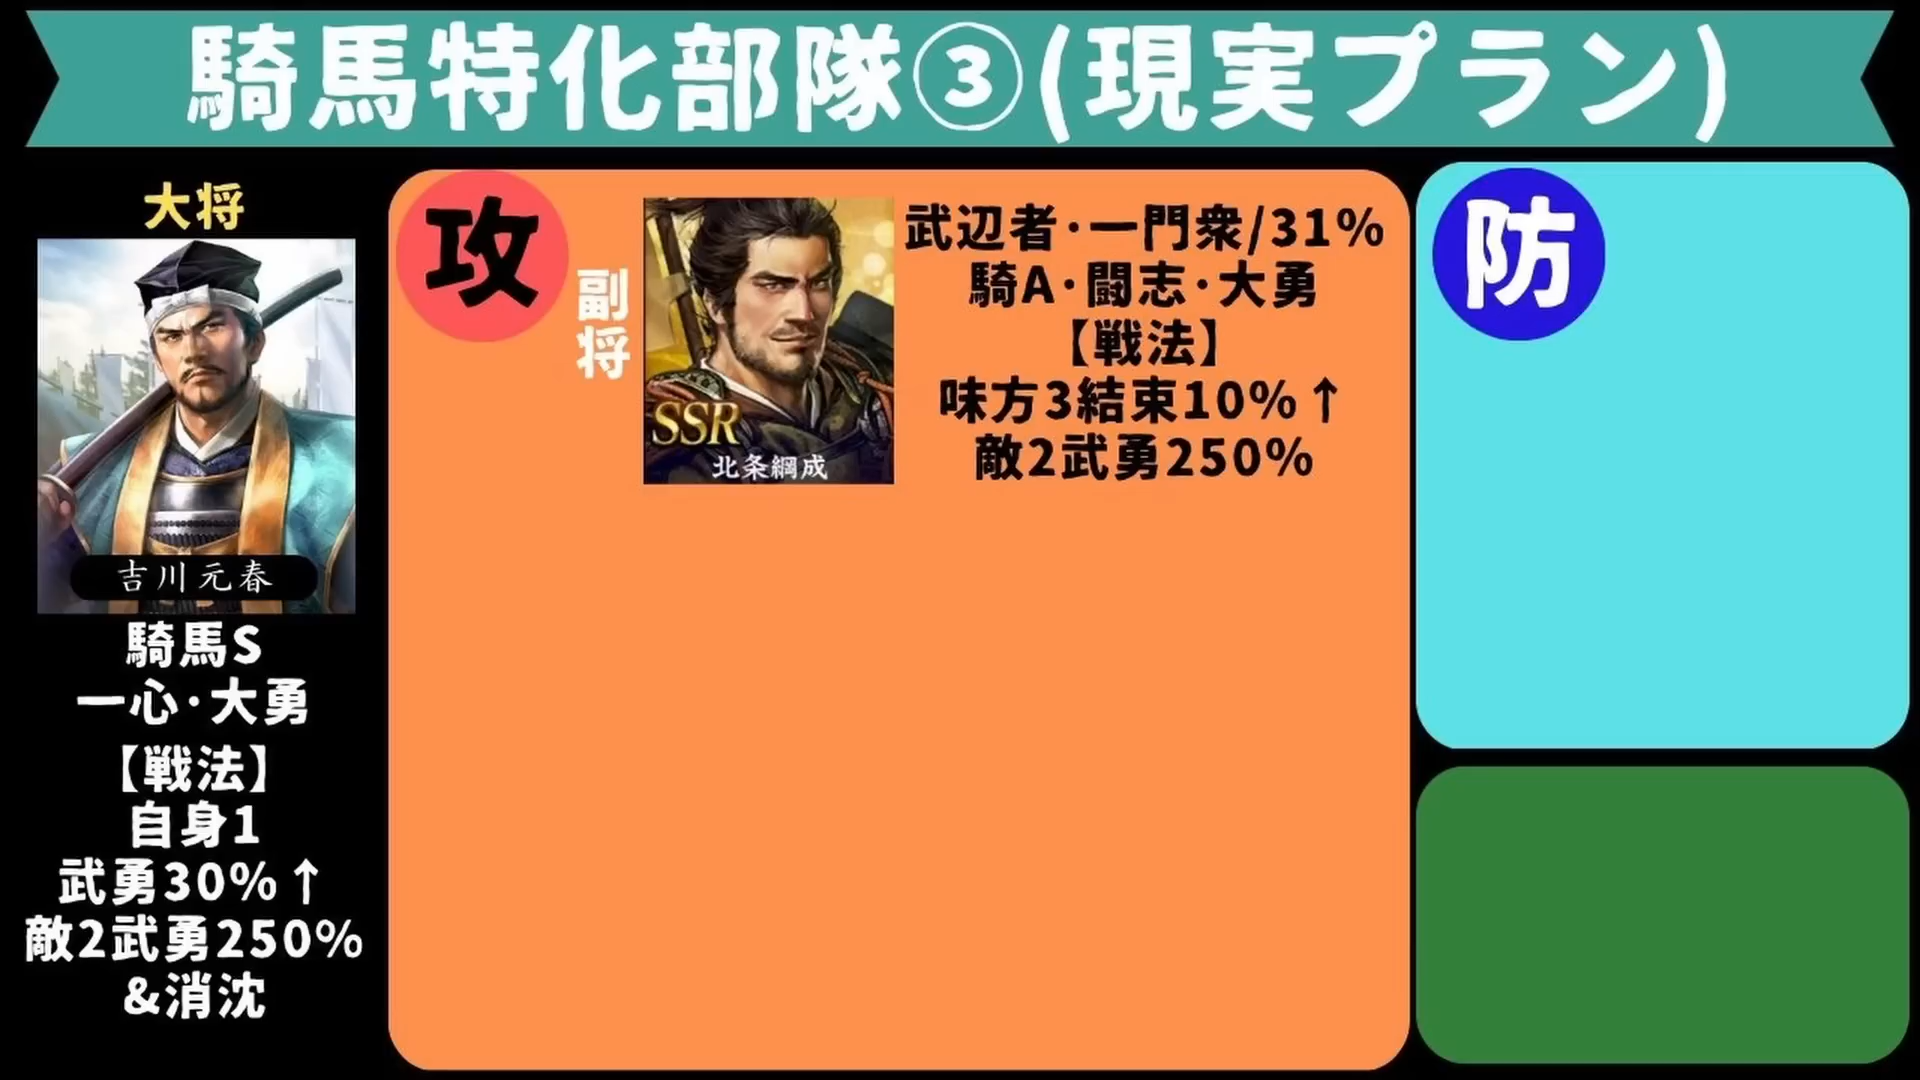 騎馬特化部隊③(現実プラン)
大将
吉川元春
騎馬S
一心・大勇
【戦法】
自身1
武勇30%↑
敵2武勇250%
&消沈
攻
副将
SSR
北条綱成
武辺者・一門衆/31%
騎A・闘志・大勇
【戦法】
味方3結束10%↑
敵2武勇250%
防